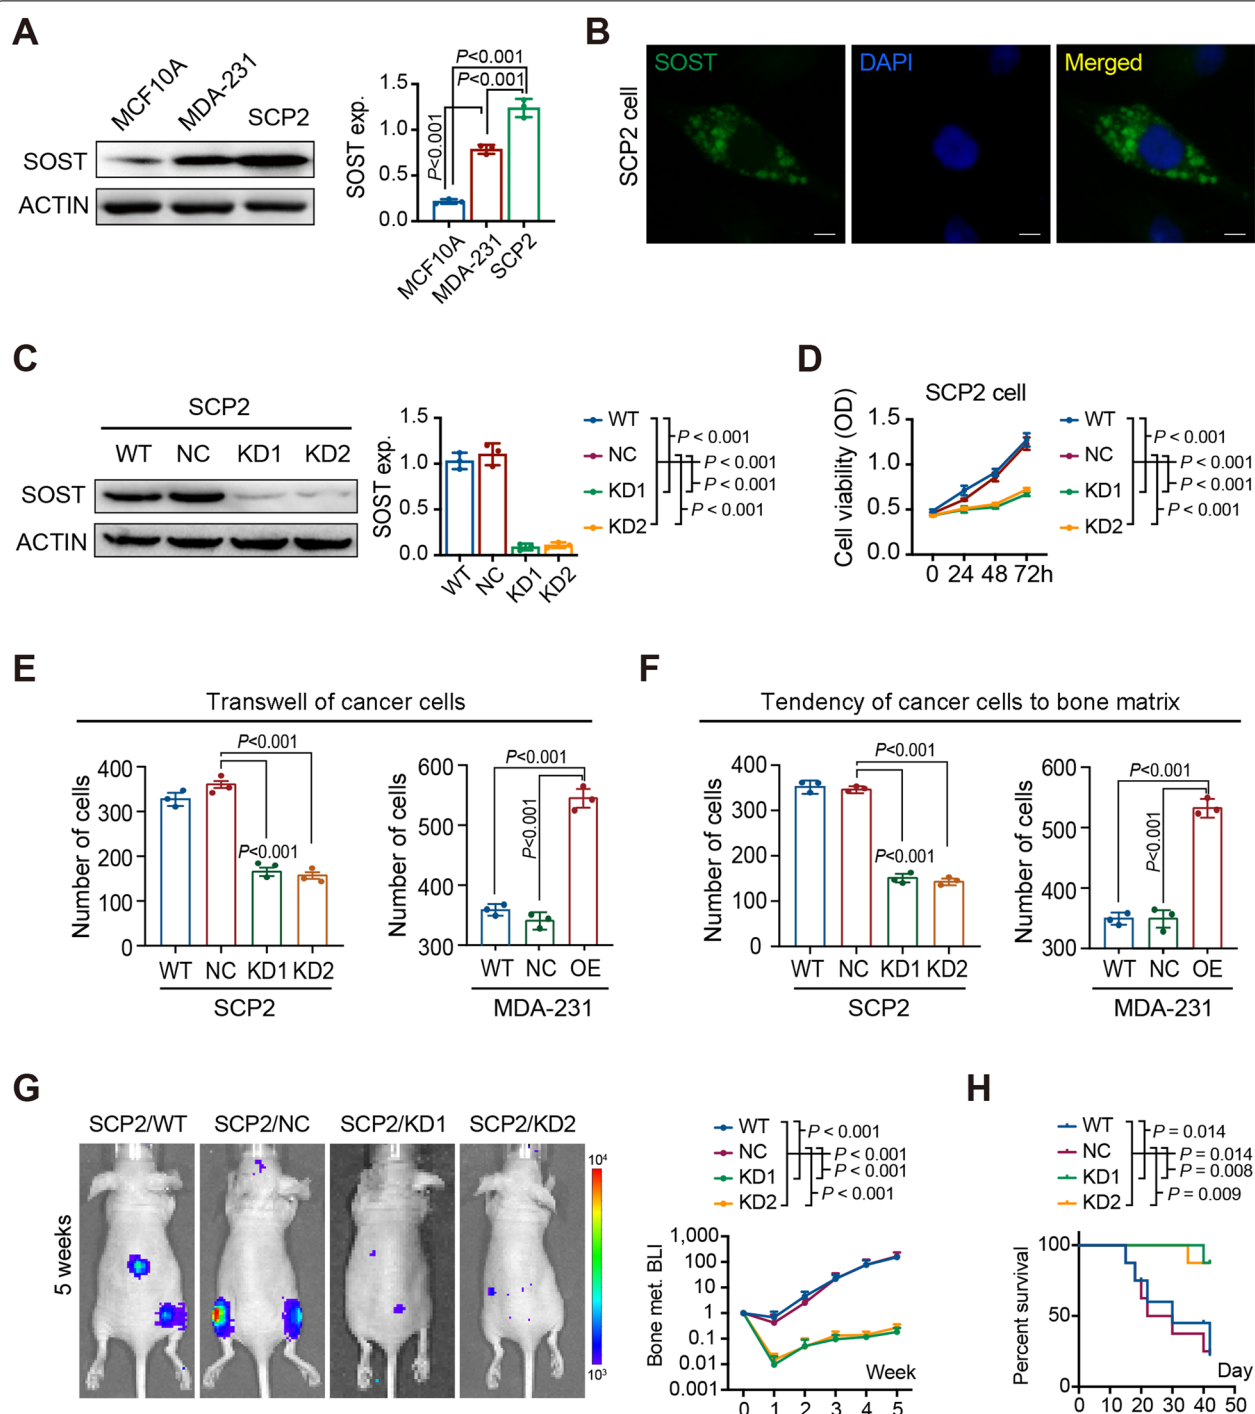 A
MCF10A
MDA-231
SCP2
SOST
ACTIN
SOST exp.
1.5
1.0
0.5
0.0
P<0.001
P<0.001
P<0.001
MCF10A
MDA-231
SCP2
B
SCP2 cell
SOST
DAPI
Merged
C
SCP2
WT NC KD1 KD2
SOST
ACTIN
SOST exp.
1.5
1.0
0.5
0.0
WT
NC
KD1
KD2
WT
NC
KD1
KD2
P < 0.001
P < 0.001
P < 0.001
P < 0.001
D
SCP2 cell
Cell viability (OD)
1.5
1.0
0.5
0.0
0 24 48 72h
WT
NC
KD1
KD2
P < 0.001
P < 0.001
P < 0.001
P < 0.001
E
Transwell of cancer cells
Number of cells
400
300
200
100
0
P<0.001
P<0.001
WT NC KD1 KD2
SCP2
Number of cells
600
500
400
300
P<0.001
P<0.001
WT NC OE
MDA-231
F
Tendency of cancer cells to bone matrix
Number of cells
400
300
200
100
0
P<0.001
P<0.001
WT NC KD1 KD2
SCP2
Number of cells
600
500
400
300
P<0.001
P<0.001
WT NC OE
MDA-231
G
SCP2/WT SCP2/NC SCP2/KD1 SCP2/KD2
5 weeks
10⁴
10³
WT
NC
KD1
KD2
P < 0.001
P < 0.001
P < 0.001
P < 0.001
Bone met. BLI
1,000
100
10
1
0.1
0.01
0.001
Week
0 1 2 3 4 5
H
WT
NC
KD1
KD2
P = 0.014
P = 0.014
P = 0.008
P = 0.009
Percent survival
100
50
0
Day
0 10 20 30 40 50